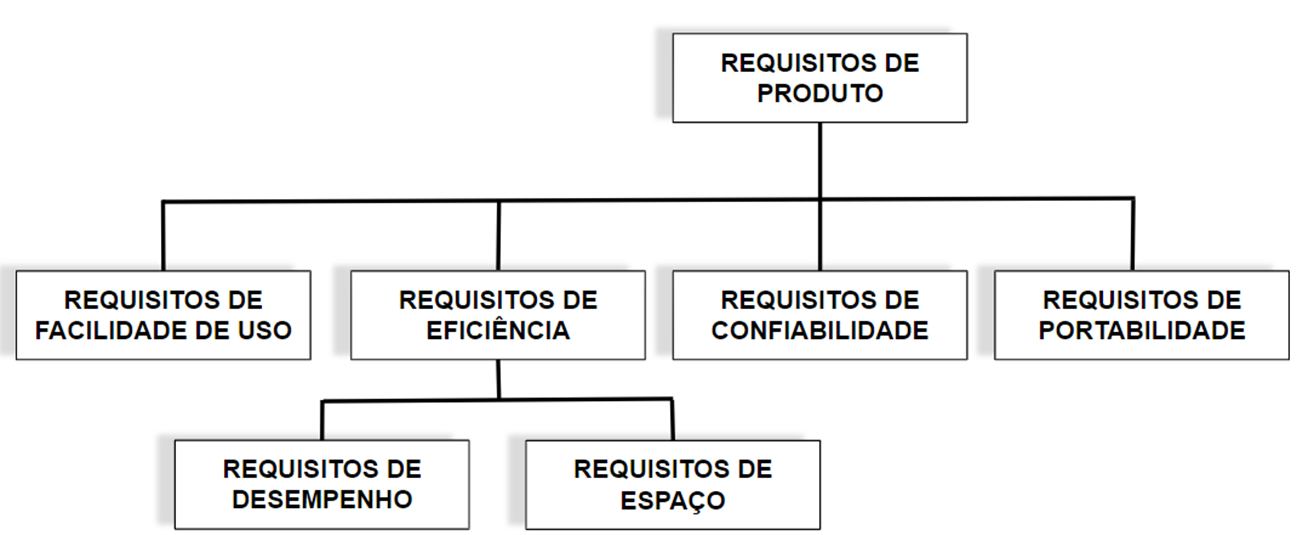 REQUISITOS DE
PRODUTO
REQUISITOS DE
FACILIDADE DE USO
REQUISITOS DE
EFICIÊNCIA
REQUISITOS DE
CONFIABILIDADE
REQUISITOS DE
PORTABILIDADE
REQUISITOS DE
DESEMPENHO
REQUISITOS DE
ESPAÇO